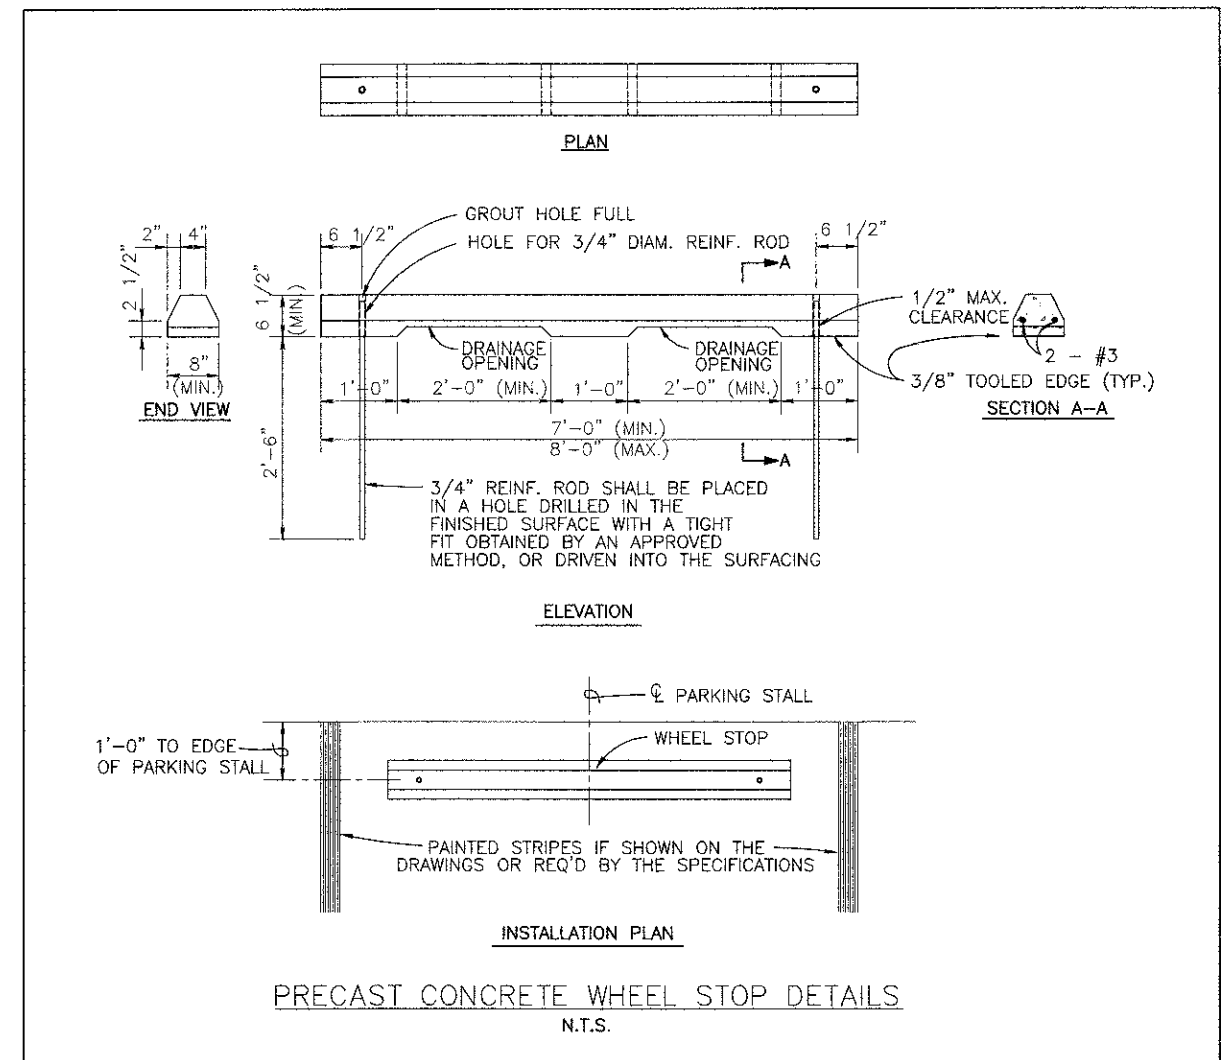 PLAN
GROUT HOLE FULL
HOLE FOR 3/4" DIAM. REINF. ROD
6 1/2"
6 1/2"
2"
4"
2 1/2"
8"
(MIN.)
END VIEW
6 1/2"
(MIN)
A
1/2" MAX.
CLEARANCE
2 - #3
3/8" TOOLED EDGE (TYP.)
SECTION A-A
DRAINAGE
OPENING
DRAINAGE
OPENING
1'-0"
2'-0" (MIN.)
1'-0"
2'-0" (MIN.)
1'-0"
7'-0" (MIN.)
8'-0" (MAX.)
A
2'-6"
3/4" REINF. ROD SHALL BE PLACED
IN A HOLE DRILLED IN THE
FINISHED SURFACE WITH A TIGHT
FIT OBTAINED BY AN APPROVED
METHOD, OR DRIVEN INTO THE SURFACING
ELEVATION
℄ PARKING STALL
WHEEL STOP
1'-0" TO EDGE
OF PARKING STALL
PAINTED STRIPES IF SHOWN ON THE
DRAWINGS OR REQ'D BY THE SPECIFICATIONS
INSTALLATION PLAN
PRECAST CONCRETE WHEEL STOP DETAILS
N.T.S.